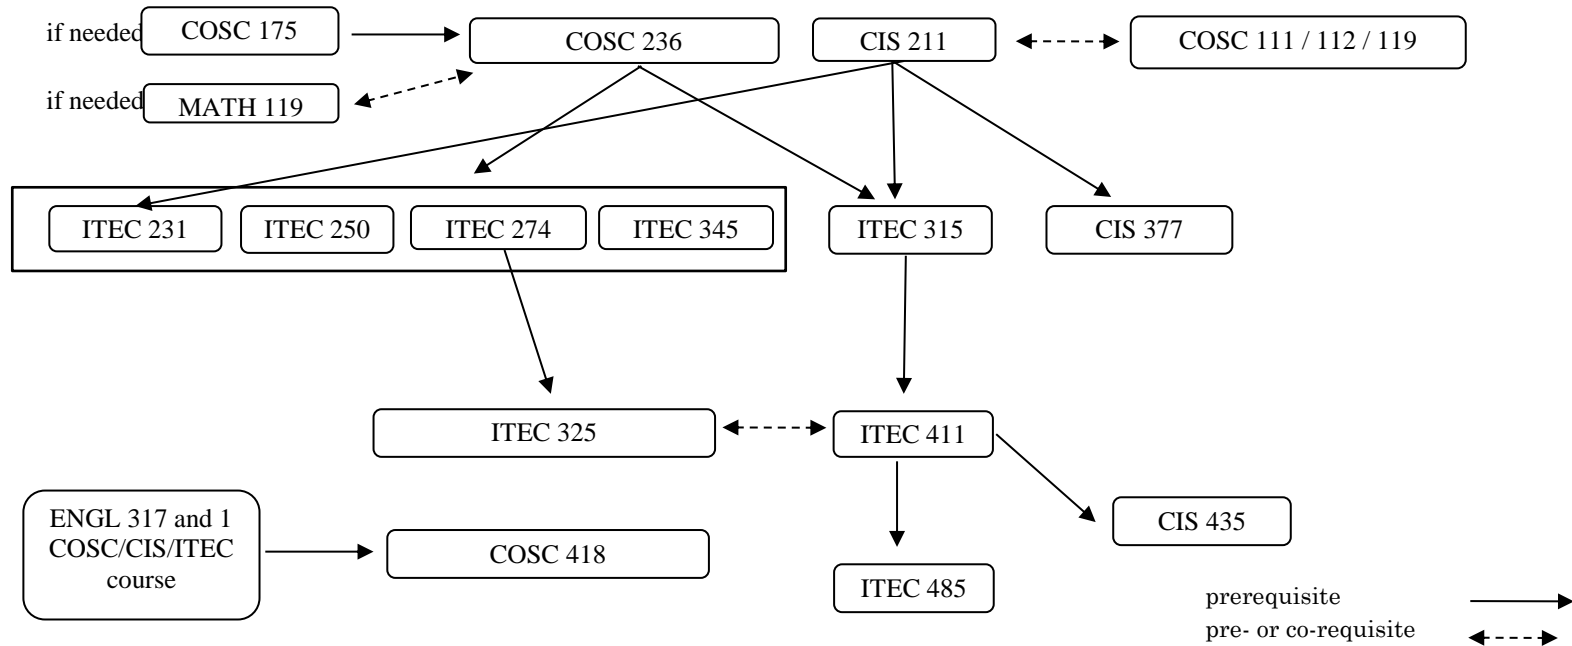 if needed
COSC 175
COSC 236
CIS 211
COSC 111 / 112 / 119
if needed
MATH 119
ITEC 231
ITEC 250
ITEC 274
ITEC 345
ITEC 315
CIS 377
ITEC 325
ITEC 411
ENGL 317 and 1
COSC/CIS/ITEC
course
COSC 418
CIS 435
ITEC 485
prerequisite
pre- or co-requisite